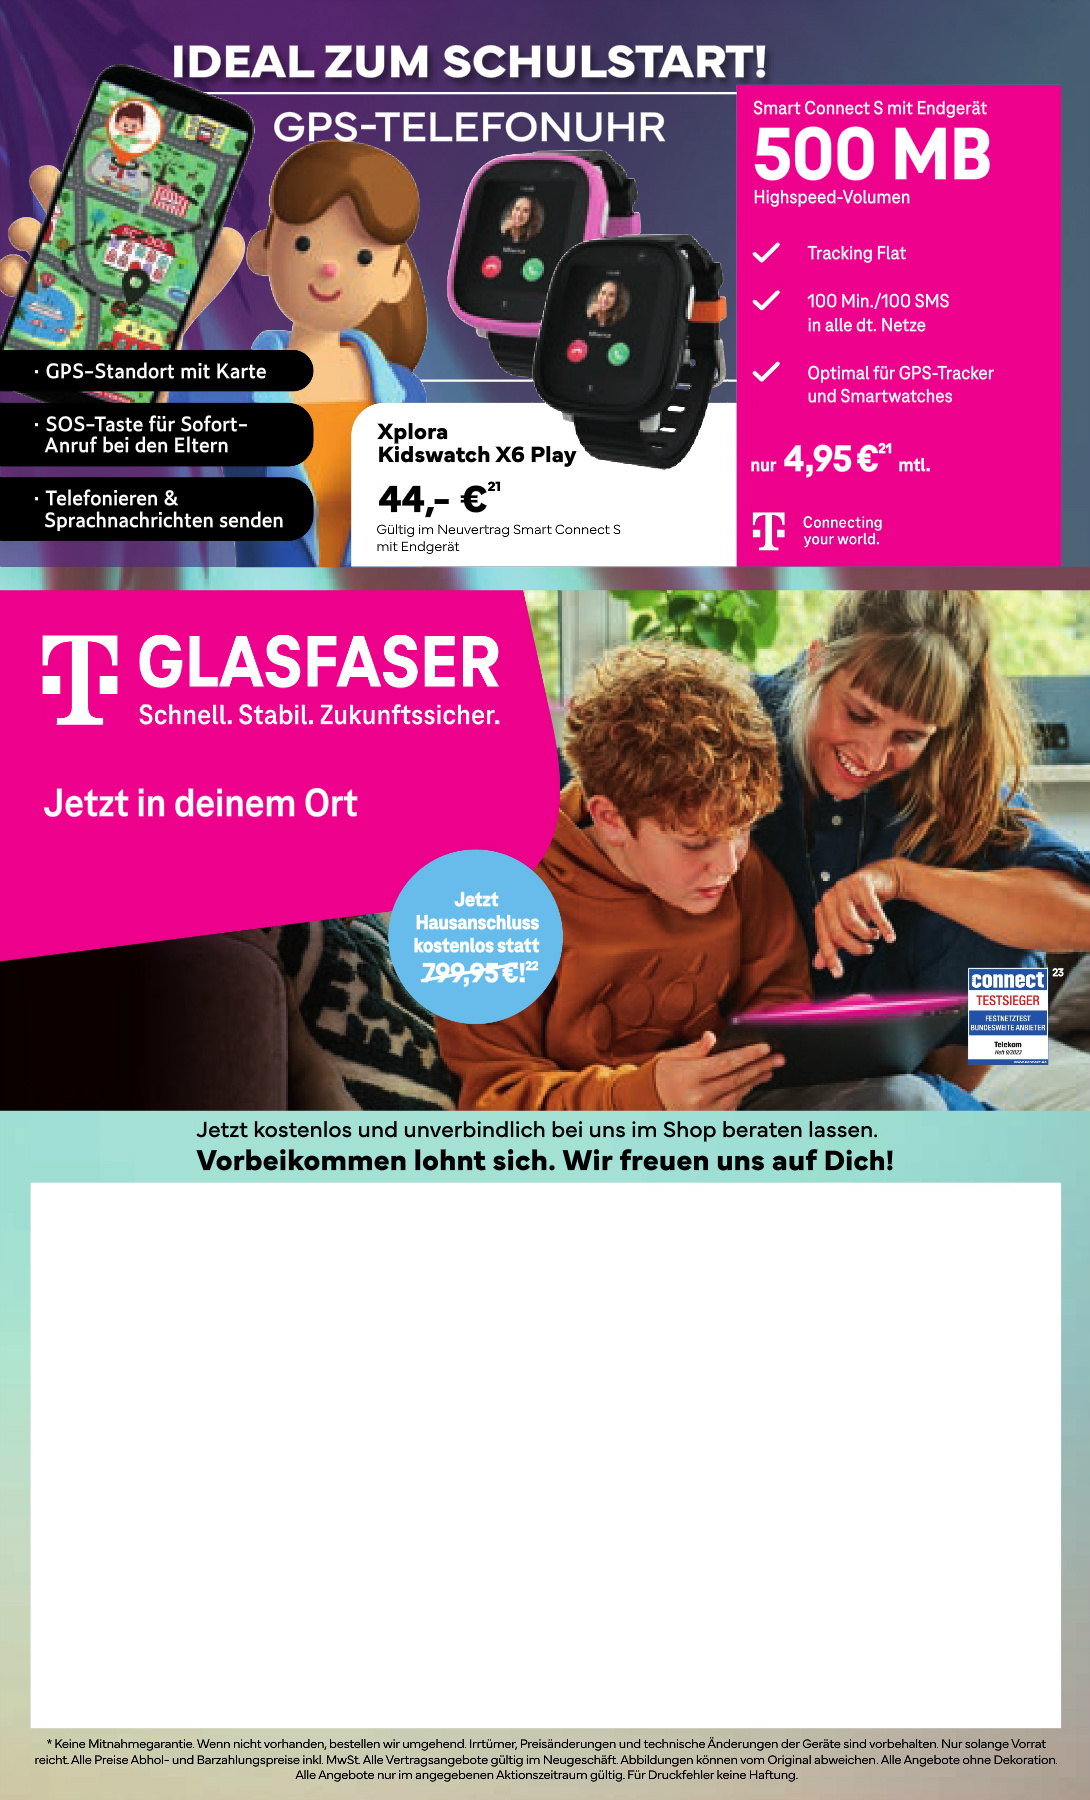 IDEAL ZUM SCHULSTART!
GPS-TELEFONUHR
· GPS-Standort mit Karte
· SOS-Taste für Sofort-
Anruf bei den Eltern
· Telefonieren &
Sprachnachrichten senden
Xplora
Kidswatch X6 Play
44,- €21
Gültig im Neuvertrag Smart Connect S
mit Endgerät
Smart Connect S mit Endgerät
500 MB
Highspeed-Volumen
Tracking Flat
100 Min./100 SMS
in alle dt. Netze
Optimal für GPS-Tracker
und Smartwatches
nur 4,95 €21 mtl.
T Connecting
your world.
T GLASFASER
Schnell. Stabil. Zukunftssicher.
Jetzt in deinem Ort
Jetzt
Hausanschluss
kostenlos statt
799,95 €!22
connect 23
TESTSIEGER
FESTNETZTEST
BUNDESWEITE ANBIETER
Telekom
Heft 9/2022
Jetzt kostenlos und unverbindlich bei uns im Shop beraten lassen.
Vorbeikommen lohnt sich. Wir freuen uns auf Dich!
* Keine Mitnahmegarantie. Wenn nicht vorhanden, bestellen wir umgehend. Irrtümer, Preisänderungen und technische Änderungen der Geräte sind vorbehalten. Nur solange Vorrat
reicht. Alle Preise Abhol- und Barzahlungspreise inkl. MwSt. Alle Vertragsangebote gültig im Neugeschäft. Abbildungen können vom Original abweichen. Alle Angebote ohne Dekoration.
Alle Angebote nur im angegebenen Aktionszeitraum gültig. Für Druckfehler keine Haftung.